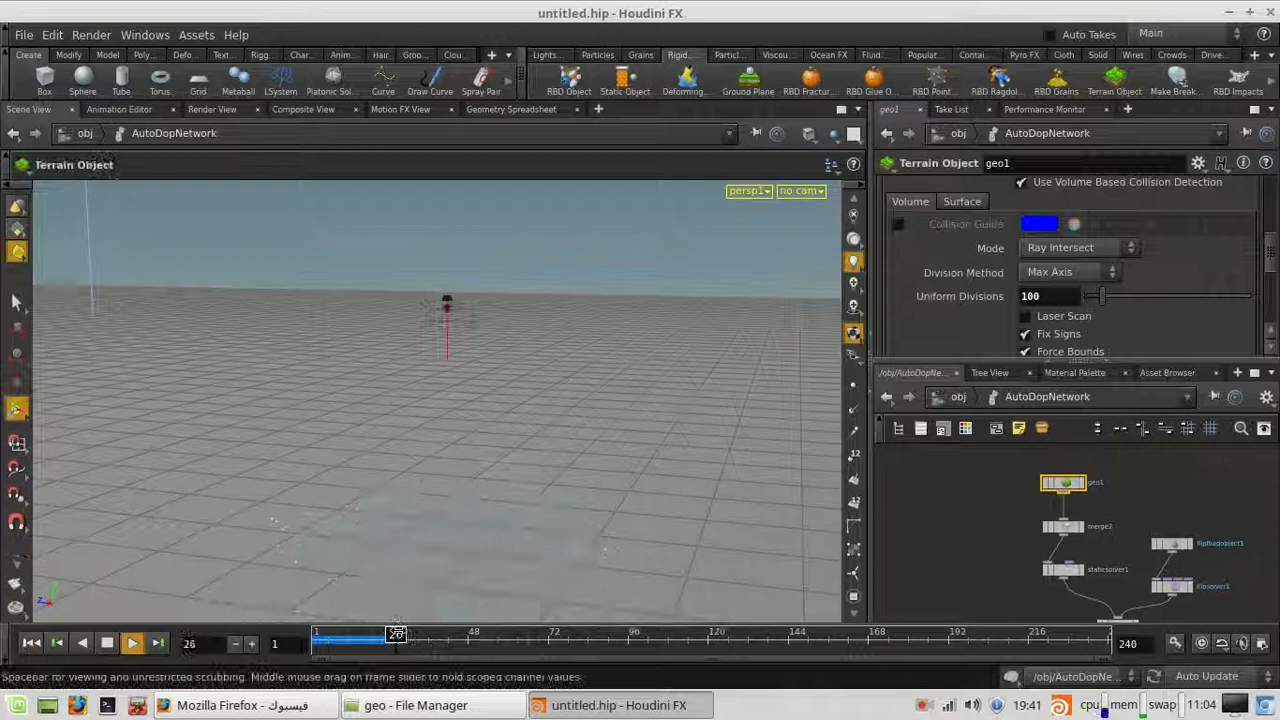 untitled.hip - Houdini FX
File Edit Render Windows Assets Help
Auto Takes Main
Create Modify Model Poly... Defo... Text... Rigg... Char... Anim... Hair Groom Clou...
Lights... Particles Grains Rigid... Particl... Viscou... Ocean FX Fluid... Populat... Contai... Pyro FX Cloth Solid Wires Crowds Drive...
Box Sphere Tube Torus Grid Metaball LSystem Platonic Sol... Curve Draw Curve Spray Pair
RBD Object Static Object Deforming... Ground Plane RBD Fractur... RBD Glue O... RBD Point... RBD Ragdol... RBD Grains Terrain Object Make Break... RBD Impacts
Scene View Animation Editor Render View Composite View Motion FX View Geometry Spreadsheet
geo1 Take List Performance Monitor
obj AutoDopNetwork
obj AutoDopNetwork
Terrain Object
Terrain Object geo1
persp1 no cam
Use Volume Based Collision Detection
Volume Surface
Collision Guide
Mode Ray Intersect
Division Method Max Axis
Uniform Divisions 100
Laser Scan
Fix Signs
Force Bounds
/obj/AutoDopNe... Tree View Material Palette Asset Browser
obj AutoDopNetwork
12
12
geo1
merge2
flipfluidobject1
staticsolver1
flipsolver1
z
26 1
1 26 48 72 96 120 144 168 192 216
240
Spacebar for viewing and unrestricted scrubbing. Middle mouse drag on frame slider to hold scoped channel values.
/obj/AutoDopNe... Auto Update
فيسبوك - Mozilla Firefox
geo - File Manager
untitled.hip - Houdini FX
19:41 cpu mem swap 11:04